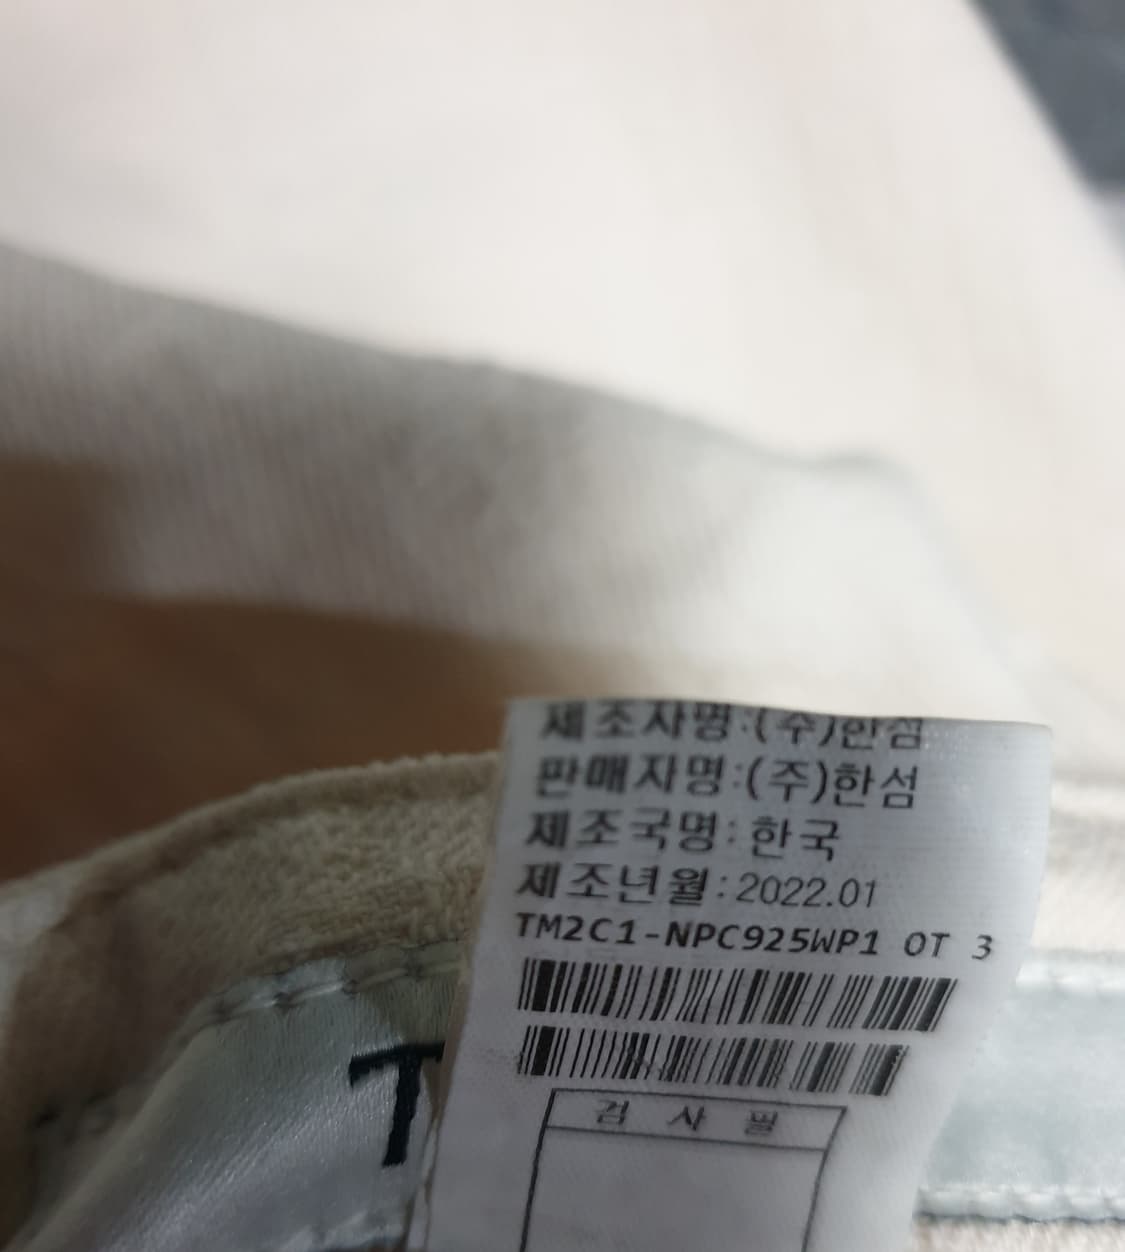 제조자명:(주)한섬
판매자명:(주)한섬
제조국명:한국
제조년월:2022.01
TM2C1-NPC925WP1 OT 3
검 사 필
T